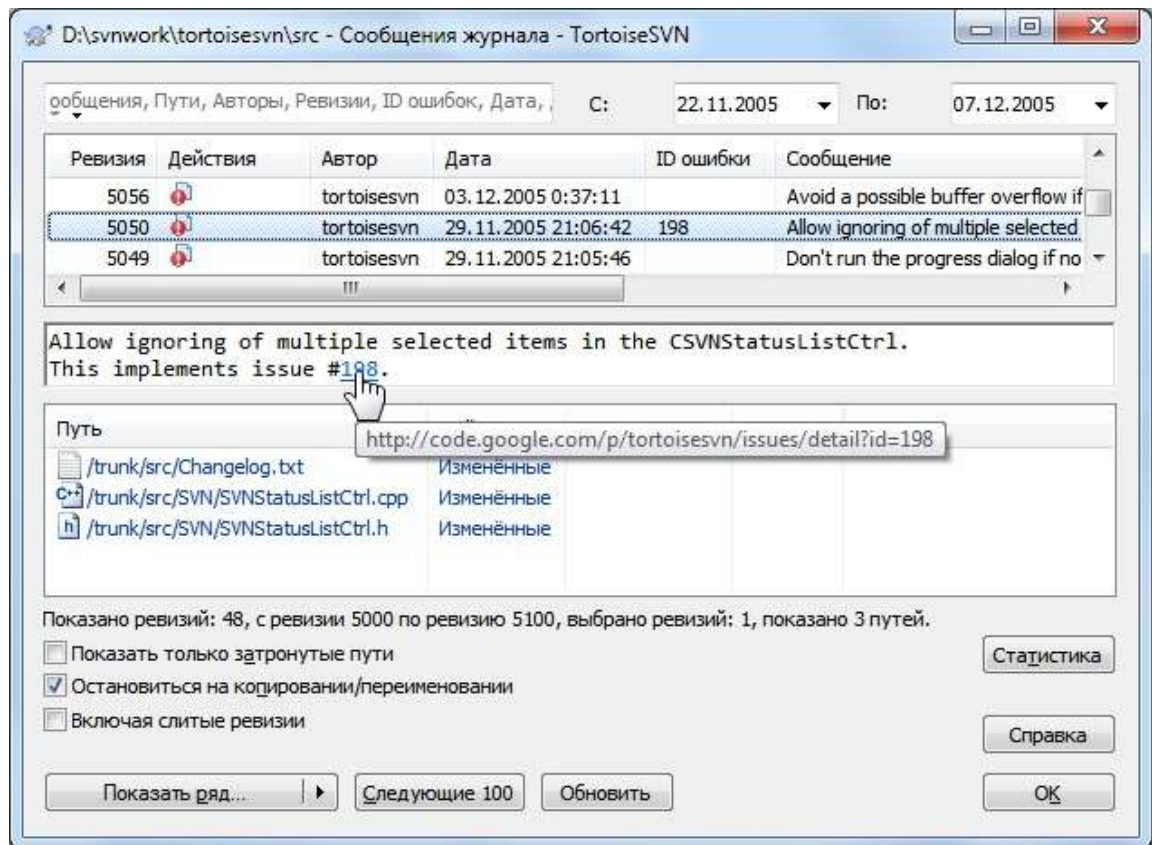 D:\svnwork\tortoisesvn\src - Сообщения журнала - TortoiseSVN
ообщения, Пути, Авторы, Ревизии, ID ошибок, Дата, С: 22.11.2005 По: 07.12.2005
Ревизия Действия Автор Дата ID ошибки Сообщение
5056 tortoisesvn 03.12.2005 0:37:11 Avoid a possible buffer overflow if
5050 tortoisesvn 29.11.2005 21:06:42 198 Allow ignoring of multiple selected
5049 tortoisesvn 29.11.2005 21:05:46 Don't run the progress dialog if no
Allow ignoring of multiple selected items in the CSVNStatusListCtrl.
This implements issue #198.
Путь
http://code.google.com/p/tortoisesvn/issues/detail?id=198
/trunk/src/Changelog.txt Изменённые
/trunk/src/SVN/SVNStatusListCtrl.cpp Изменённые
/trunk/src/SVN/SVNStatusListCtrl.h Изменённые
Показано ревизий: 48, с ревизии 5000 по ревизию 5100, выбрано ревизий: 1, показано 3 путей.
Показать только затронутые пути
Статистика
Остановиться на копировании/переименовании
Включая слитые ревизии
Справка
Показать ряд... Следующие 100 Обновить OK